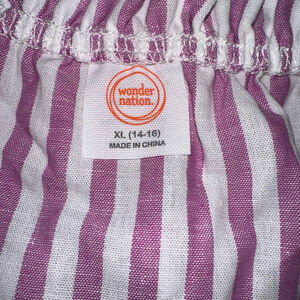 wonder
nation.
XL (14-16)
MADE IN CHINA